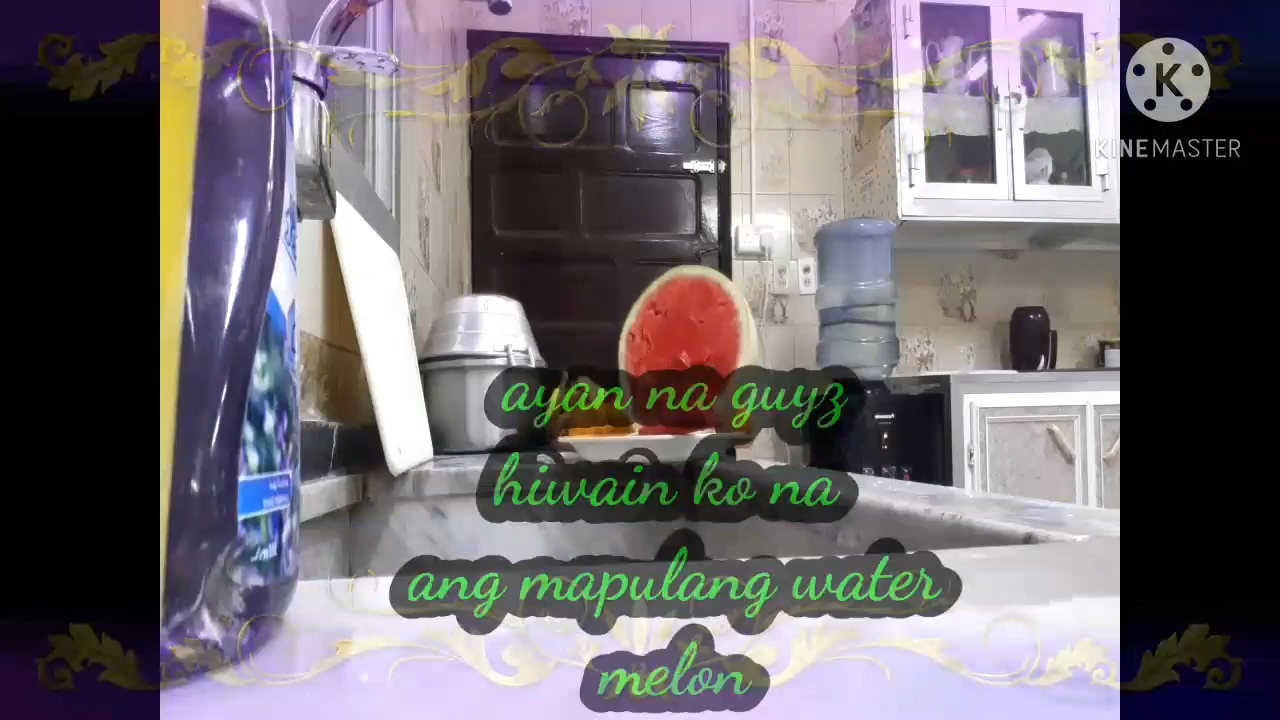 KINEMASTER
ayan na guyz
hiwain ko na
ang mapulang water
melon